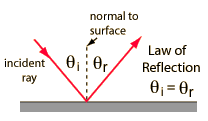 normal to
surface
incident
ray
θi
θr
Law of
Reflection
θi = θr